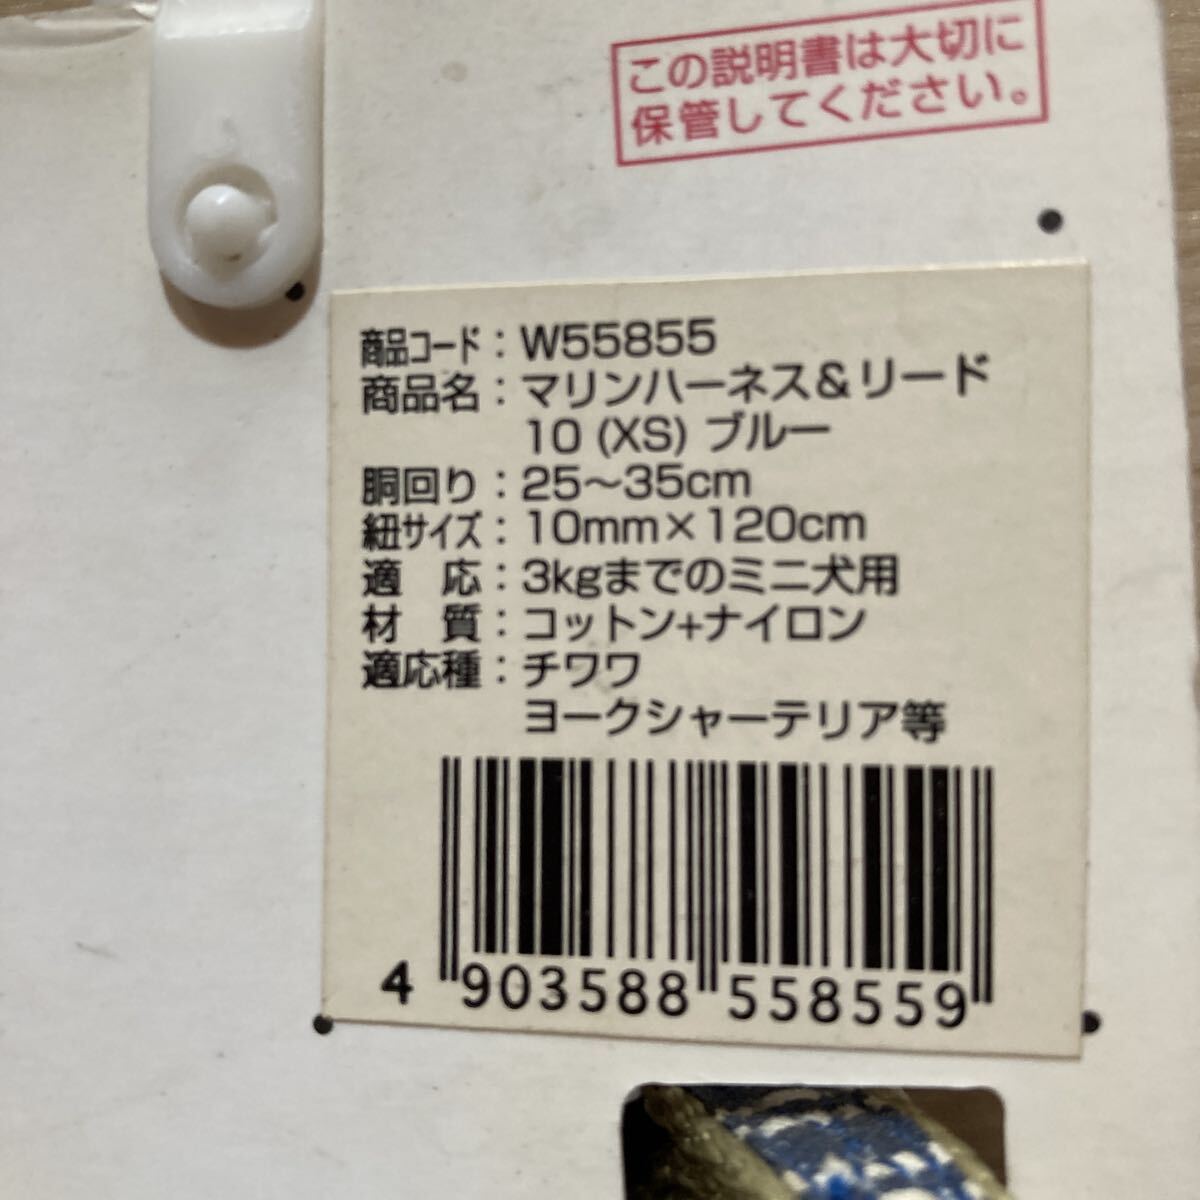 この説明書は大切に
保管してください。
商品コード：W55855
商品名：マリンハーネス＆リード
10 (XS) ブルー
胴回り：25～35cm
紐サイズ：10mm×120cm
適　応：3kgまでのミニ犬用
材　質：コットン+ナイロン
適応種：チワワ
ヨークシャーテリア等
4 903588 558559